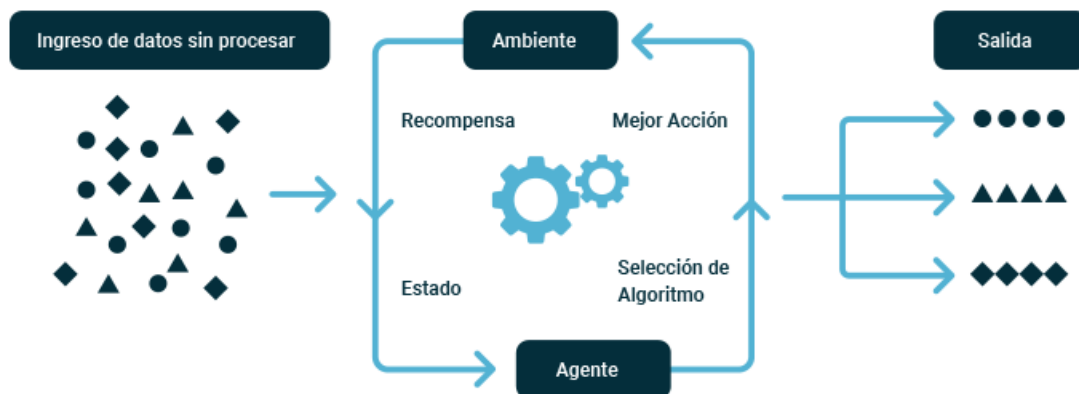 Ingreso de datos sin procesar
Ambiente
Salida
Recompensa
Mejor Acción
Estado
Selección de
Algoritmo
Agente